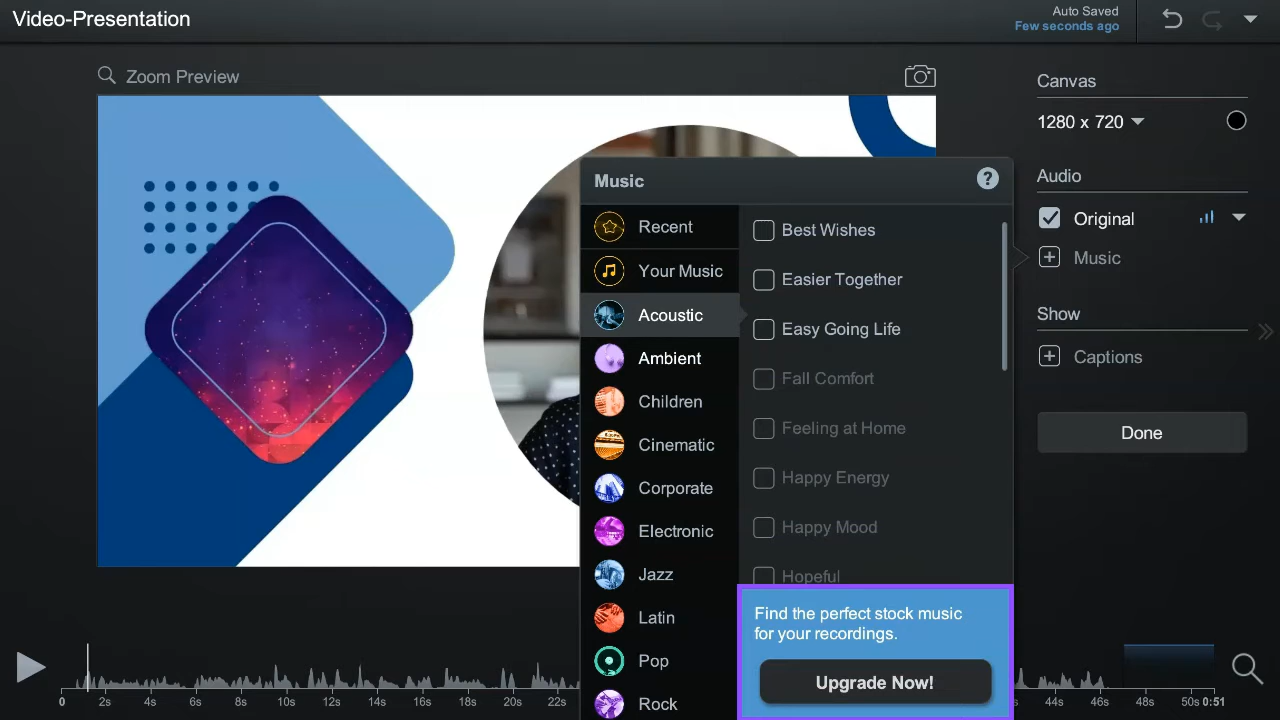 Video-Presentation
Auto Saved
Few seconds ago
Zoom Preview
Canvas
1280 x 720
Audio
Original
Music
Show
Captions
Done
Music
?
Recent
Your Music
Acoustic
Ambient
Children
Cinematic
Corporate
Electronic
Jazz
Latin
Pop
Rock
Best Wishes
Easier Together
Easy Going Life
Fall Comfort
Feeling at Home
Happy Energy
Happy Mood
Hopeful
Find the perfect stock music
for your recordings.
Upgrade Now!
0 2s 4s 6s 8s 10s 12s 14s 16s 18s 20s 22s s 44s 46s 48s 50s 0:51